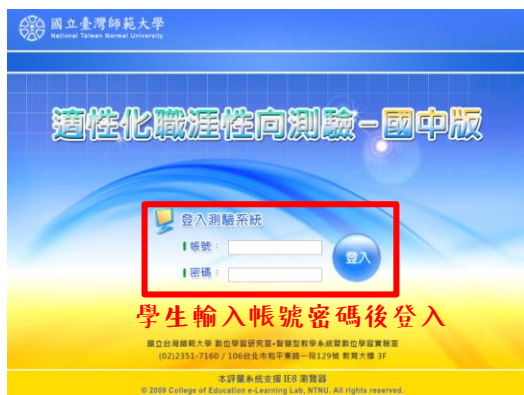 國立臺灣師範大學
National Taiwan Normal University
適性化職涯性向測驗-國中版
登入測驗系統
帳號：
登入
密碼：
學生輸入帳號密碼後登入
國立台灣師範大學 數位學習研究室•智慧型教學系統暨數位學習實驗室
(02)2351-7160 / 106台北市和平東路一段129號 教育大樓 3F
本評量系統支援 IE8 瀏覽器
© 2009 College of Education e-Learning Lab, NTNU. All rights reserved.